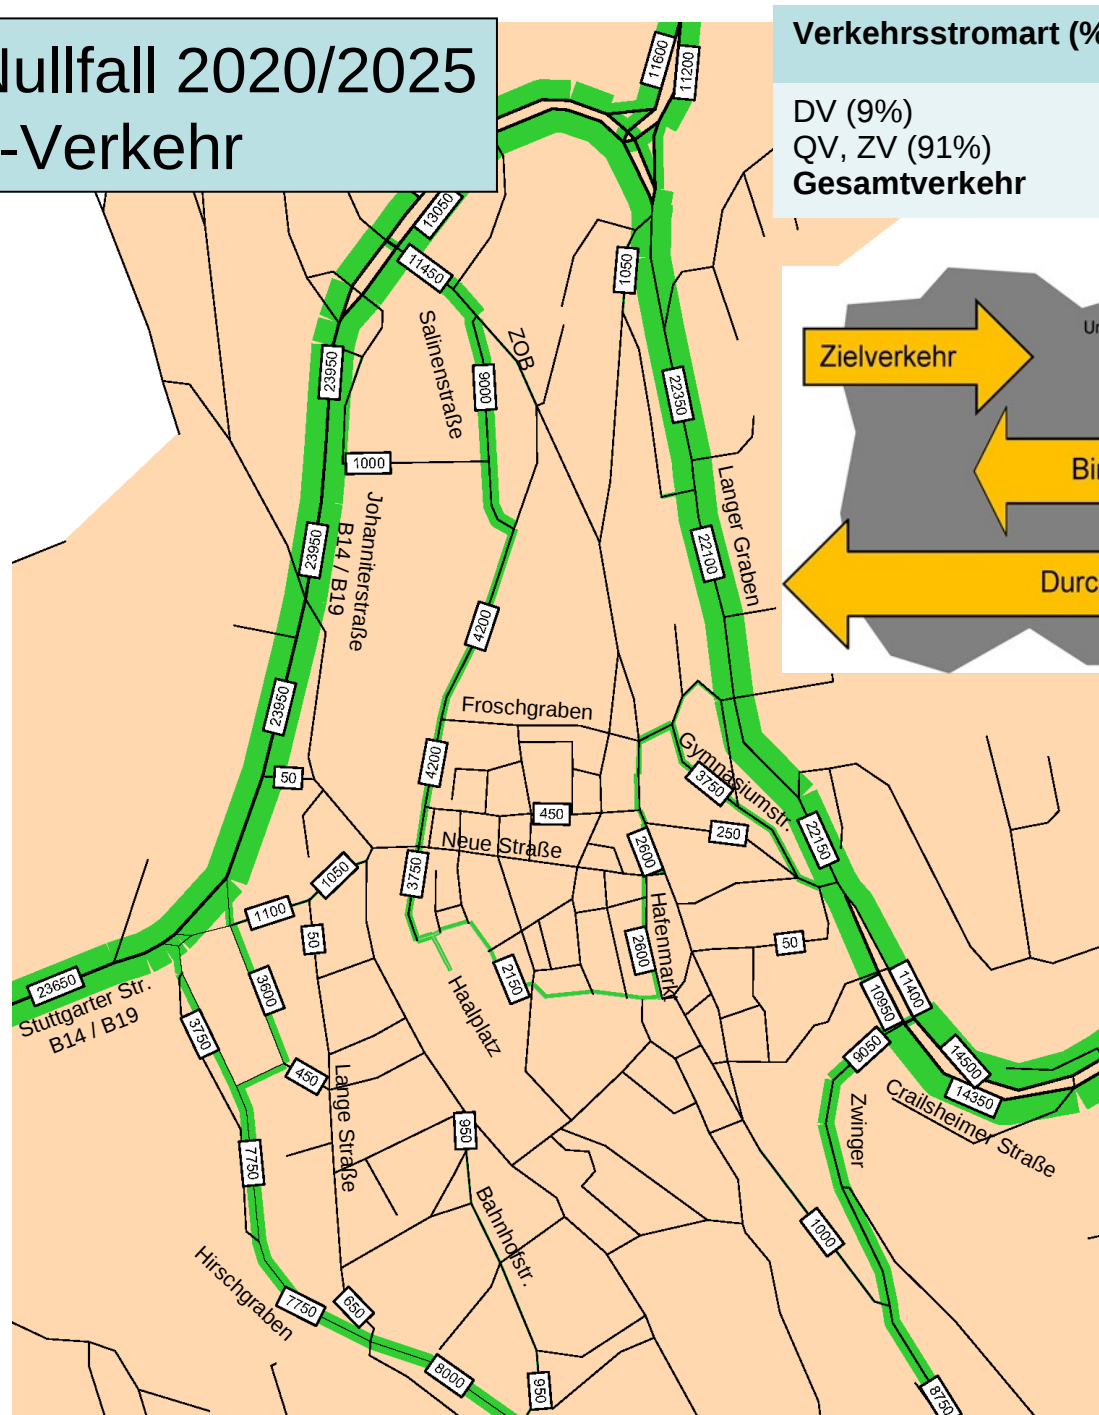 Nullfall 2020/2025
-Verkehr
Verkehrsstromart (%
DV (9%)
QV, ZV (91%)
Gesamtverkehr
11600
11200
13050
11450
1050
Salinenstraße
ZOB
23950
9000
22350
Zielverkehr
1000
Johanniterstraße
B14 / B19
23950
Langer Graben
22100
4200
23950
Froschgraben
4200
50
Gymnasiumstr.
3750
450
250
22150
Neue Straße
2600
3750
1050
1100
50
Hafenmarkt
2600
50
Haalplatz
2150
23650
Stuttgarter Str.
B14 / B19
3600
3750
450
10950
11400
9050
14500
14350
Crailsheimer Straße
Zwinger
Lange Straße
950
7750
Bahnhofstr.
1000
Hirschgraben
7750
650
8000
950
8750
Durc